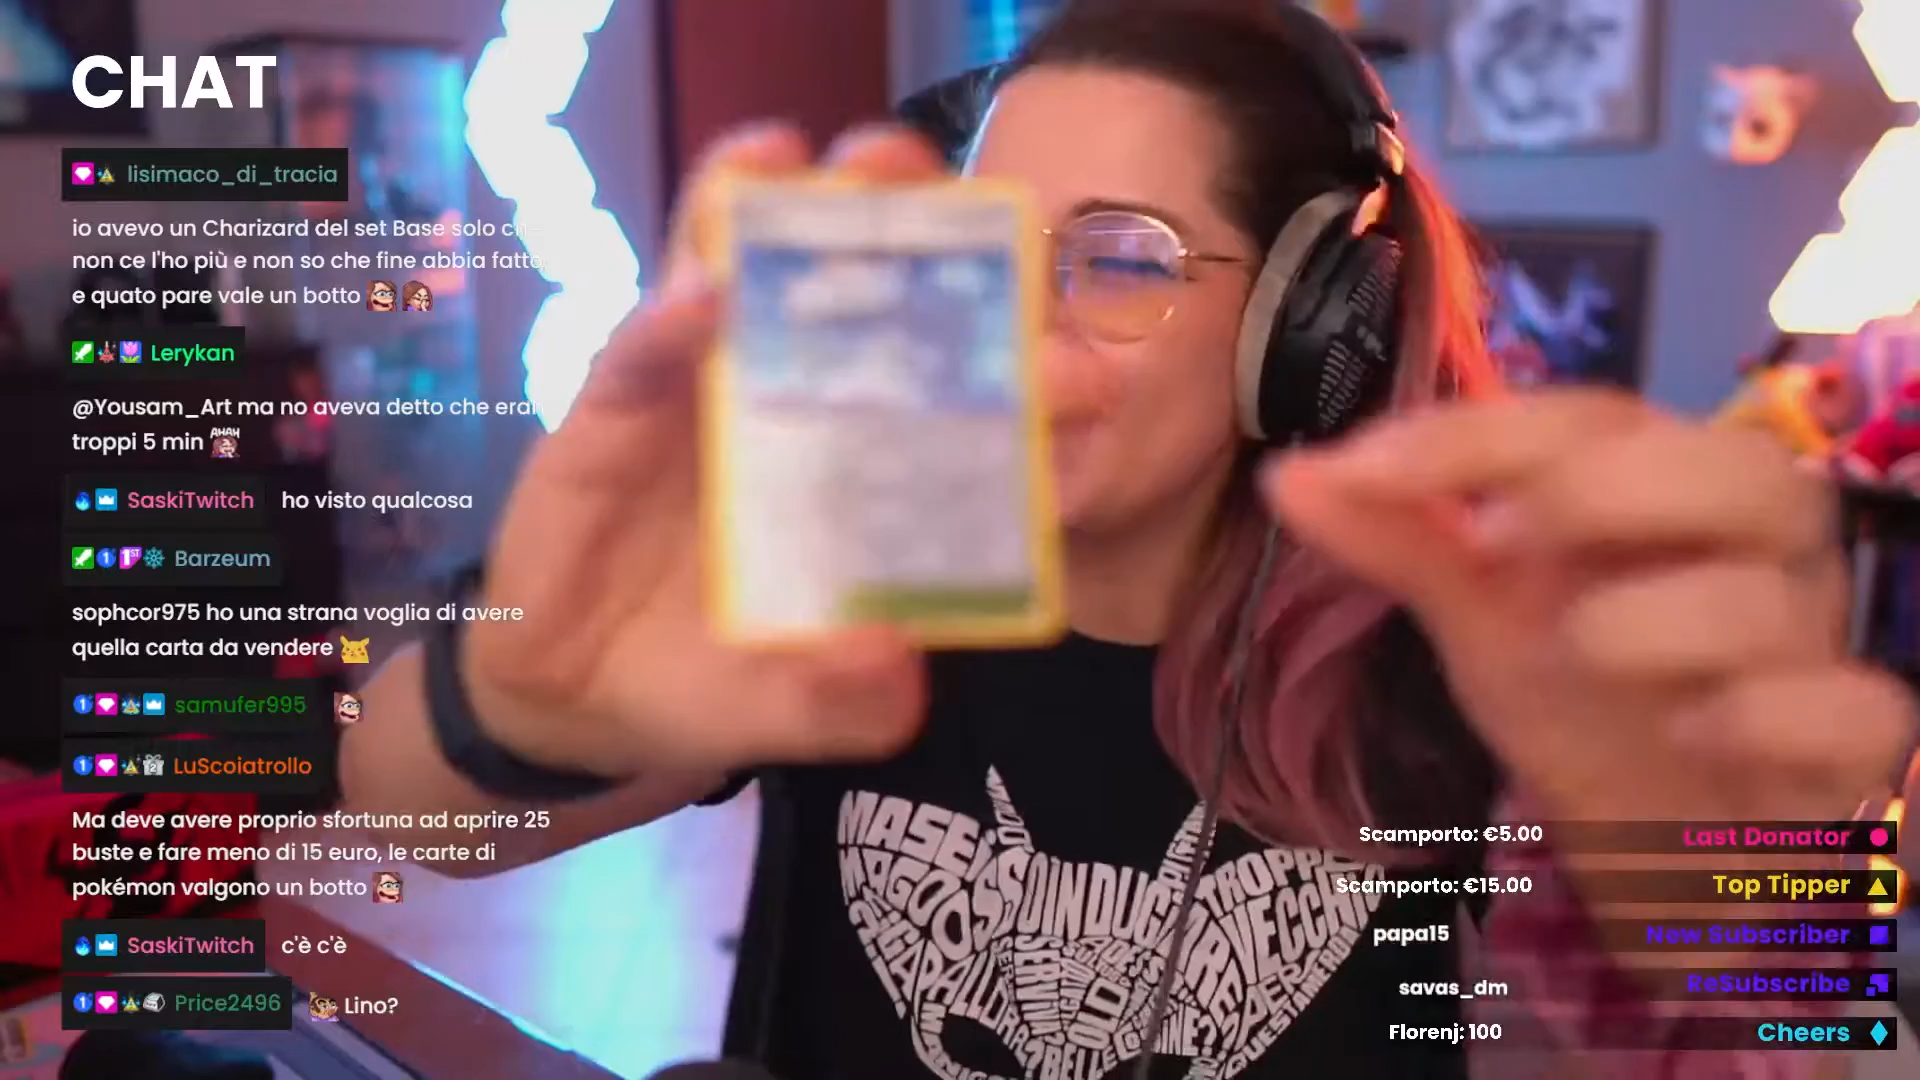 CHAT
lisimaco_di_tracia
io avevo un Charizard del set Base solo che
non ce l'ho più e non so che fine abbia fatto,
e quato pare vale un botto
Lerykan
@Yousam_Art ma no aveva detto che eran
troppi 5 min
AHAH
SaskiTwitch ho visto qualcosa
Barzeum
sophcor975 ho una strana voglia di avere
quella carta da vendere
samufer995
LuScoiatrollo
Ma deve avere proprio sfortuna ad aprire 25
buste e fare meno di 15 euro, le carte di
pokémon valgono un botto
SaskiTwitch c'è c'è
Price2496 Lino?
Scamporto: €5.00 Last Donator
Scamporto: €15.00 Top Tipper
papa15 New Subscriber
savas_dm ReSubscribe
Florenj: 100 Cheers